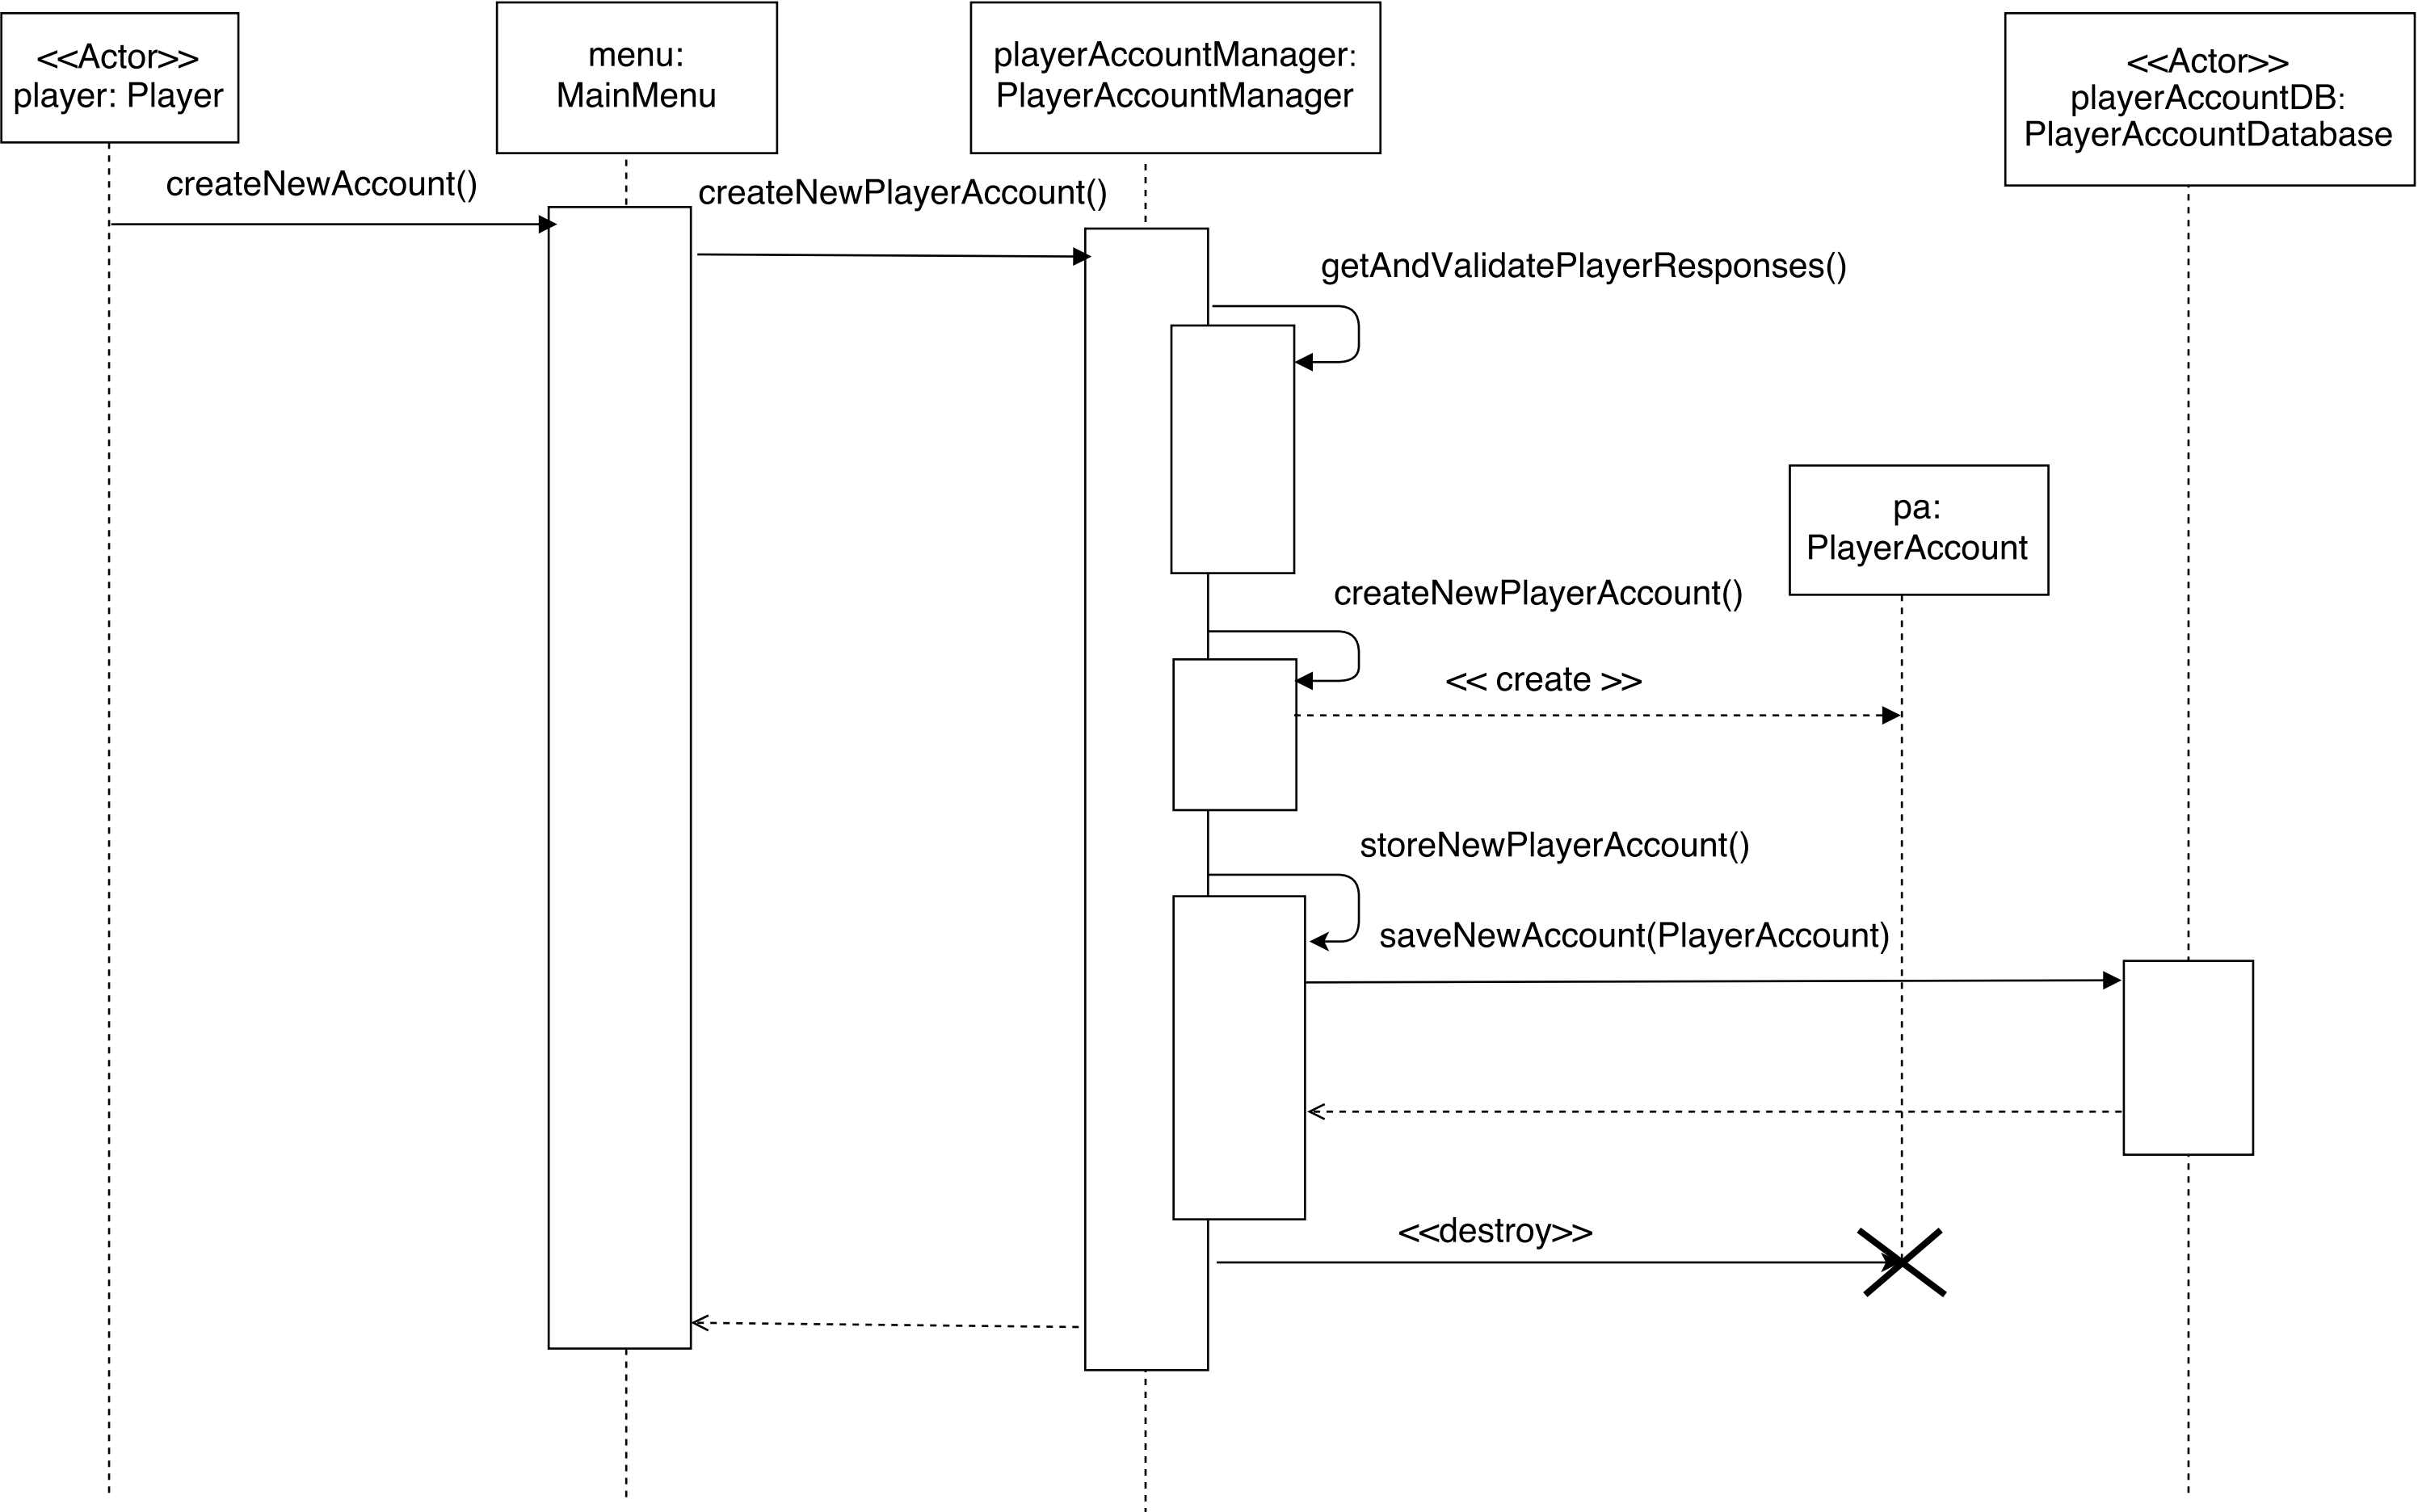 <<Actor>>
player: Player
menu:
MainMenu
playerAccountManager:
PlayerAccountManager
<<Actor>>
playerAccountDB:
PlayerAccountDatabase
createNewAccount()
createNewPlayerAccount()
getAndValidatePlayerResponses()
pa:
PlayerAccount
createNewPlayerAccount()
<< create >>
storeNewPlayerAccount()
saveNewAccount(PlayerAccount)
<<destroy>>